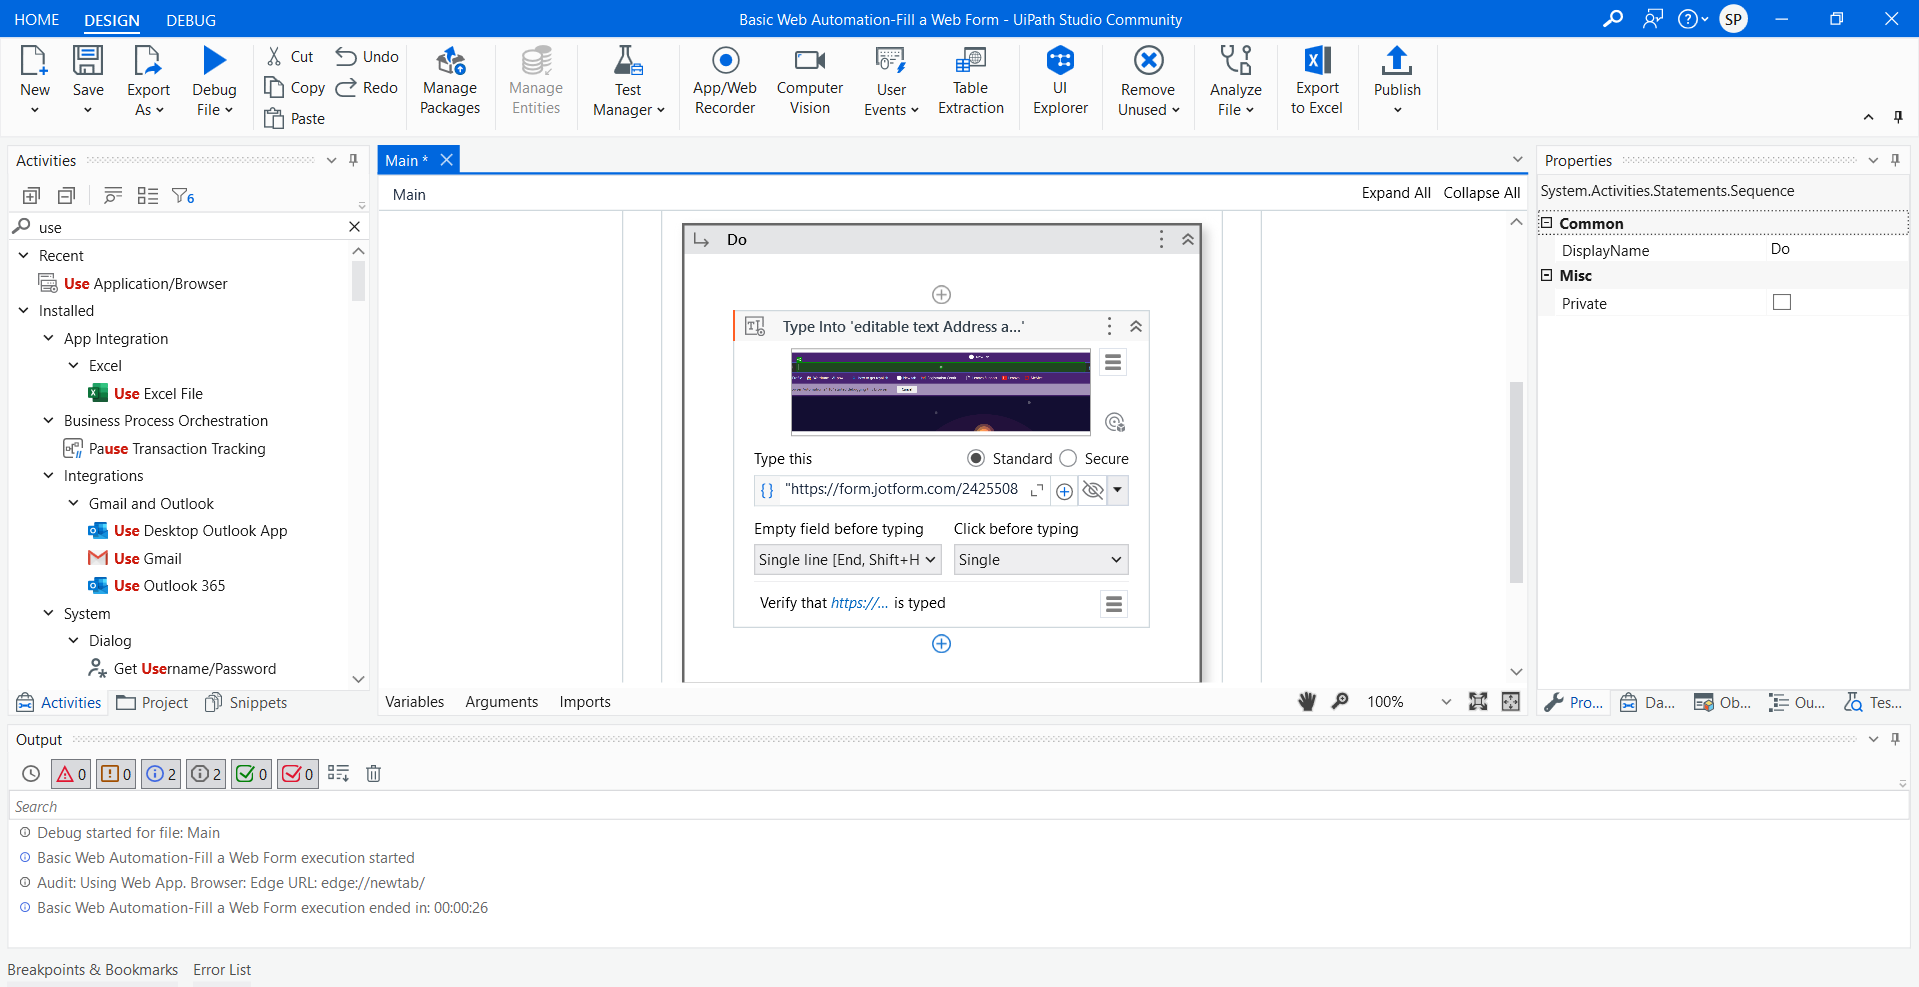 HOME DESIGN DEBUG
Basic Web Automation-Fill a Web Form - UiPath Studio Community
SP
New
Save
Export As
Debug File
Cut
Copy
Paste
Undo
Redo
Manage Packages
Manage Entities
Test Manager
App/Web Recorder
Computer Vision
User Events
Table Extraction
UI Explorer
Remove Unused
Analyze File
Export to Excel
Publish
Activities
6
use
Recent
Use Application/Browser
Installed
App Integration
Excel
Use Excel File
Business Process Orchestration
Pause Transaction Tracking
Integrations
Gmail and Outlook
Use Desktop Outlook App
Use Gmail
Use Outlook 365
System
Dialog
Get Username/Password
Activities Project Snippets
Main *
Main
Expand All Collapse All
Do
Type Into 'editable text Address a...'
Type this
Standard Secure
"https://form.jotform.com/2425508
Empty field before typing Click before typing
Single line [End, Shift+H Single
Verify that https://... is typed
Variables Arguments Imports
100%
Properties
System.Activities.Statements.Sequence
Common
DisplayName Do
Misc
Private
Pro... Da... Ob... Ou... Tes...
Output
0 0 2 2 0 0
Search
Debug started for file: Main
Basic Web Automation-Fill a Web Form execution started
Audit: Using Web App. Browser: Edge URL: edge://newtab/
Basic Web Automation-Fill a Web Form execution ended in: 00:00:26
Breakpoints & Bookmarks Error List